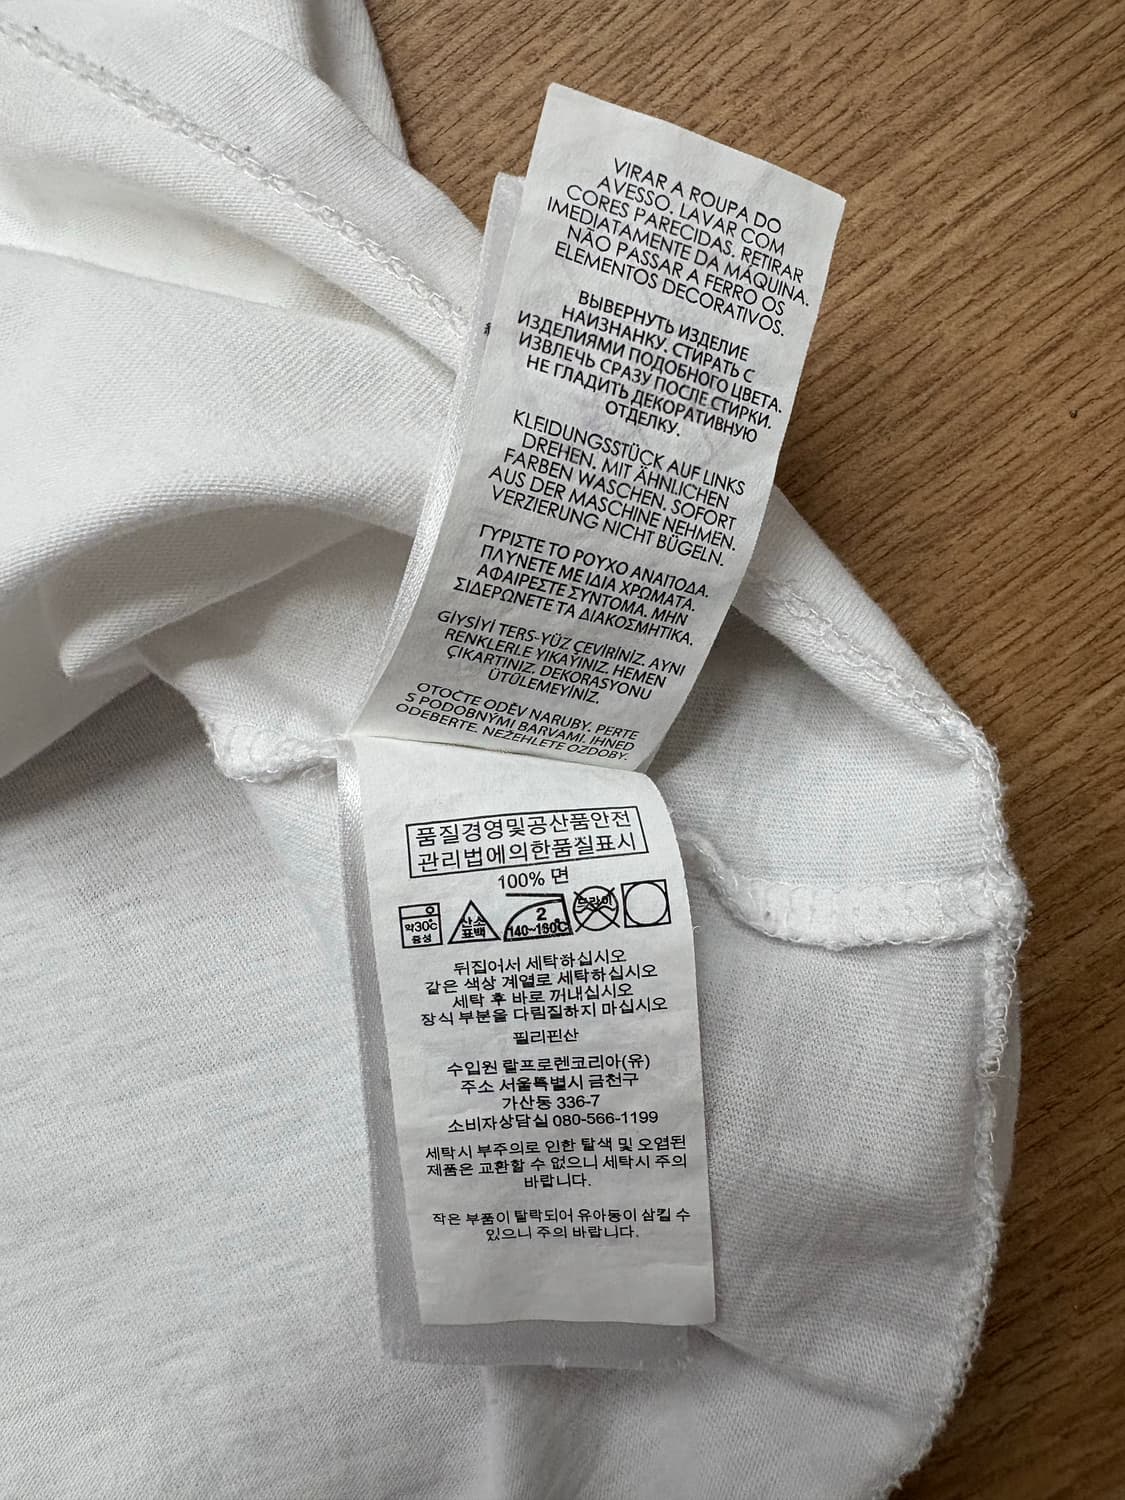 VIRAR A ROUPA DO
AVESSO. LAVAR COM
CORES PARECIDAS. RETIRAR
IMEDIATAMENTE DA MÁQUINA.
NÃO PASSAR A FERRO OS
ELEMENTOS DECORATIVOS.
ВЫВЕРНУТЬ ИЗДЕЛИЕ
НАИЗНАНКУ. СТИРАТЬ С
ИЗДЕЛИЯМИ ПОДОБНОГО ЦВЕТА.
ИЗВЛЕЧЬ СРАЗУ ПОСЛЕ СТИРКИ.
НЕ ГЛАДИТЬ ДЕКОРАТИВНУЮ
ОТДЕЛКУ.
KLEIDUNGSSTÜCK AUF LINKS
DREHEN. MIT ÄHNLICHEN
FARBEN WASCHEN. SOFORT
AUS DER MASCHINE NEHMEN.
VERZIERUNG NICHT BÜGELN.
ΓΥΡΙΣΤΕ ΤΟ ΡΟΥΧΟ ΑΝΑΠΟΔΑ.
ΠΛΥΝΕΤΕ ΜΕ ΙΔΙΑ ΧΡΩΜΑΤΑ.
ΑΦΑΙΡΕΣΤΕ ΣΥΝΤΟΜΑ. ΜΗΝ
ΣΙΔΕΡΩΝΕΤΕ ΤΑ ΔΙΑΚΟΣΜΗΤΙΚΑ.
GİYSİYİ TERS-YÜZ ÇEVİRİNİZ. AYNI
RENKLERLE YIKAYINIZ. HEMEN
ÇIKARTINIZ. DEKORASYONU
ÜTÜLEMEYİNİZ.
OTOČTE ODĚV NARUBY. PERTE
S PODOBNÝMI BARVAMI. IHNED
ODEBERTE. NEŽEHLETE OZDOBY.
품질경영및공산품안전
관리법에의한품질표시
100% 면
약30℃
중성
산소
표백
2
140~160℃
드라이
뒤집어서 세탁하십시오
같은 색상 계열로 세탁하십시오
세탁 후 바로 꺼내십시오
장식 부분을 다림질하지 마십시오
필리핀산
수입원 랄프로렌코리아(유)
주소 서울특별시 금천구
가산동 336-7
소비자상담실 080-566-1199
세탁시 부주의로 인한 탈색 및 오염된
제품은 교환할 수 없으니 세탁시 주의
바랍니다.
작은 부품이 탈락되어 유아동이 삼킬 수
있으니 주의 바랍니다.